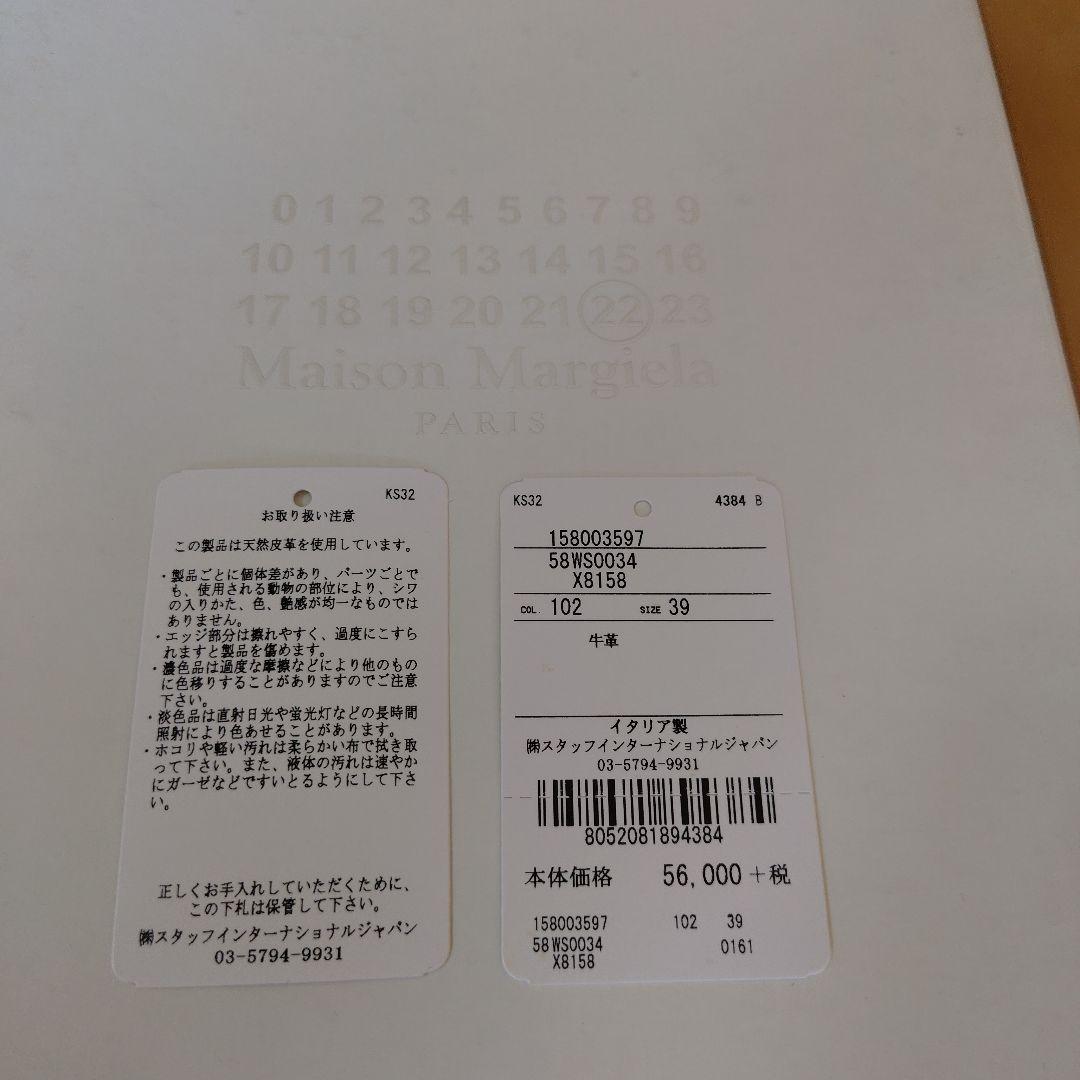 0 1 2 3 4 5 6 7 8 9
10 11 12 13 14 15 16
17 18 19 20 21 22 23
Maison Margiela
PARIS
KS32
お取り扱い注意
この製品は天然皮革を使用しています。
・製品ごとに個体差があり、パーツごとで
も、使用される動物の部位により、シワ
の入りかた、色、艶感が均一なものでは
ありません。
・エッジ部分は擦れやすく、過度にこすら
れますと製品を傷めます。
・濃色品は過度な摩擦などにより他のもの
に色移りすることがありますのでご注意
下さい。
・淡色品は直射日光や蛍光灯などの長時間
照射により色あせることがあります。
・ホコリや軽い汚れは柔らかい布で拭き取
って下さい。また、液体の汚れは速やか
にガーゼなどですいとるようにして下さ
い。
正しくお手入れしていただくために、
この下札は保管して下さい。
㈱スタッフインターナショナルジャパン
03-5794-9931
KS32 4384 B
158003597
58WS0034
X8158
COL. 102 SIZE 39
牛革
イタリア製
㈱スタッフインターナショナルジャパン
03-5794-9931
8052081894384
本体価格 56,000+税
158003597 102 39
58WS0034 0161
X8158